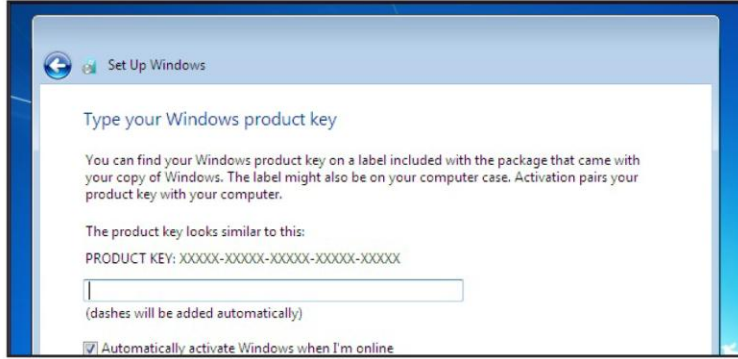 Set Up Windows
Type your Windows product key
You can find your Windows product key on a label included with the package that came with
your copy of Windows. The label might also be on your computer case. Activation pairs your
product key with your computer.
The product key looks similar to this:
PRODUCT KEY: XXXXX-XXXXX-XXXXX-XXXXX-XXXXX
(dashes will be added automatically)
Automatically activate Windows when I'm online